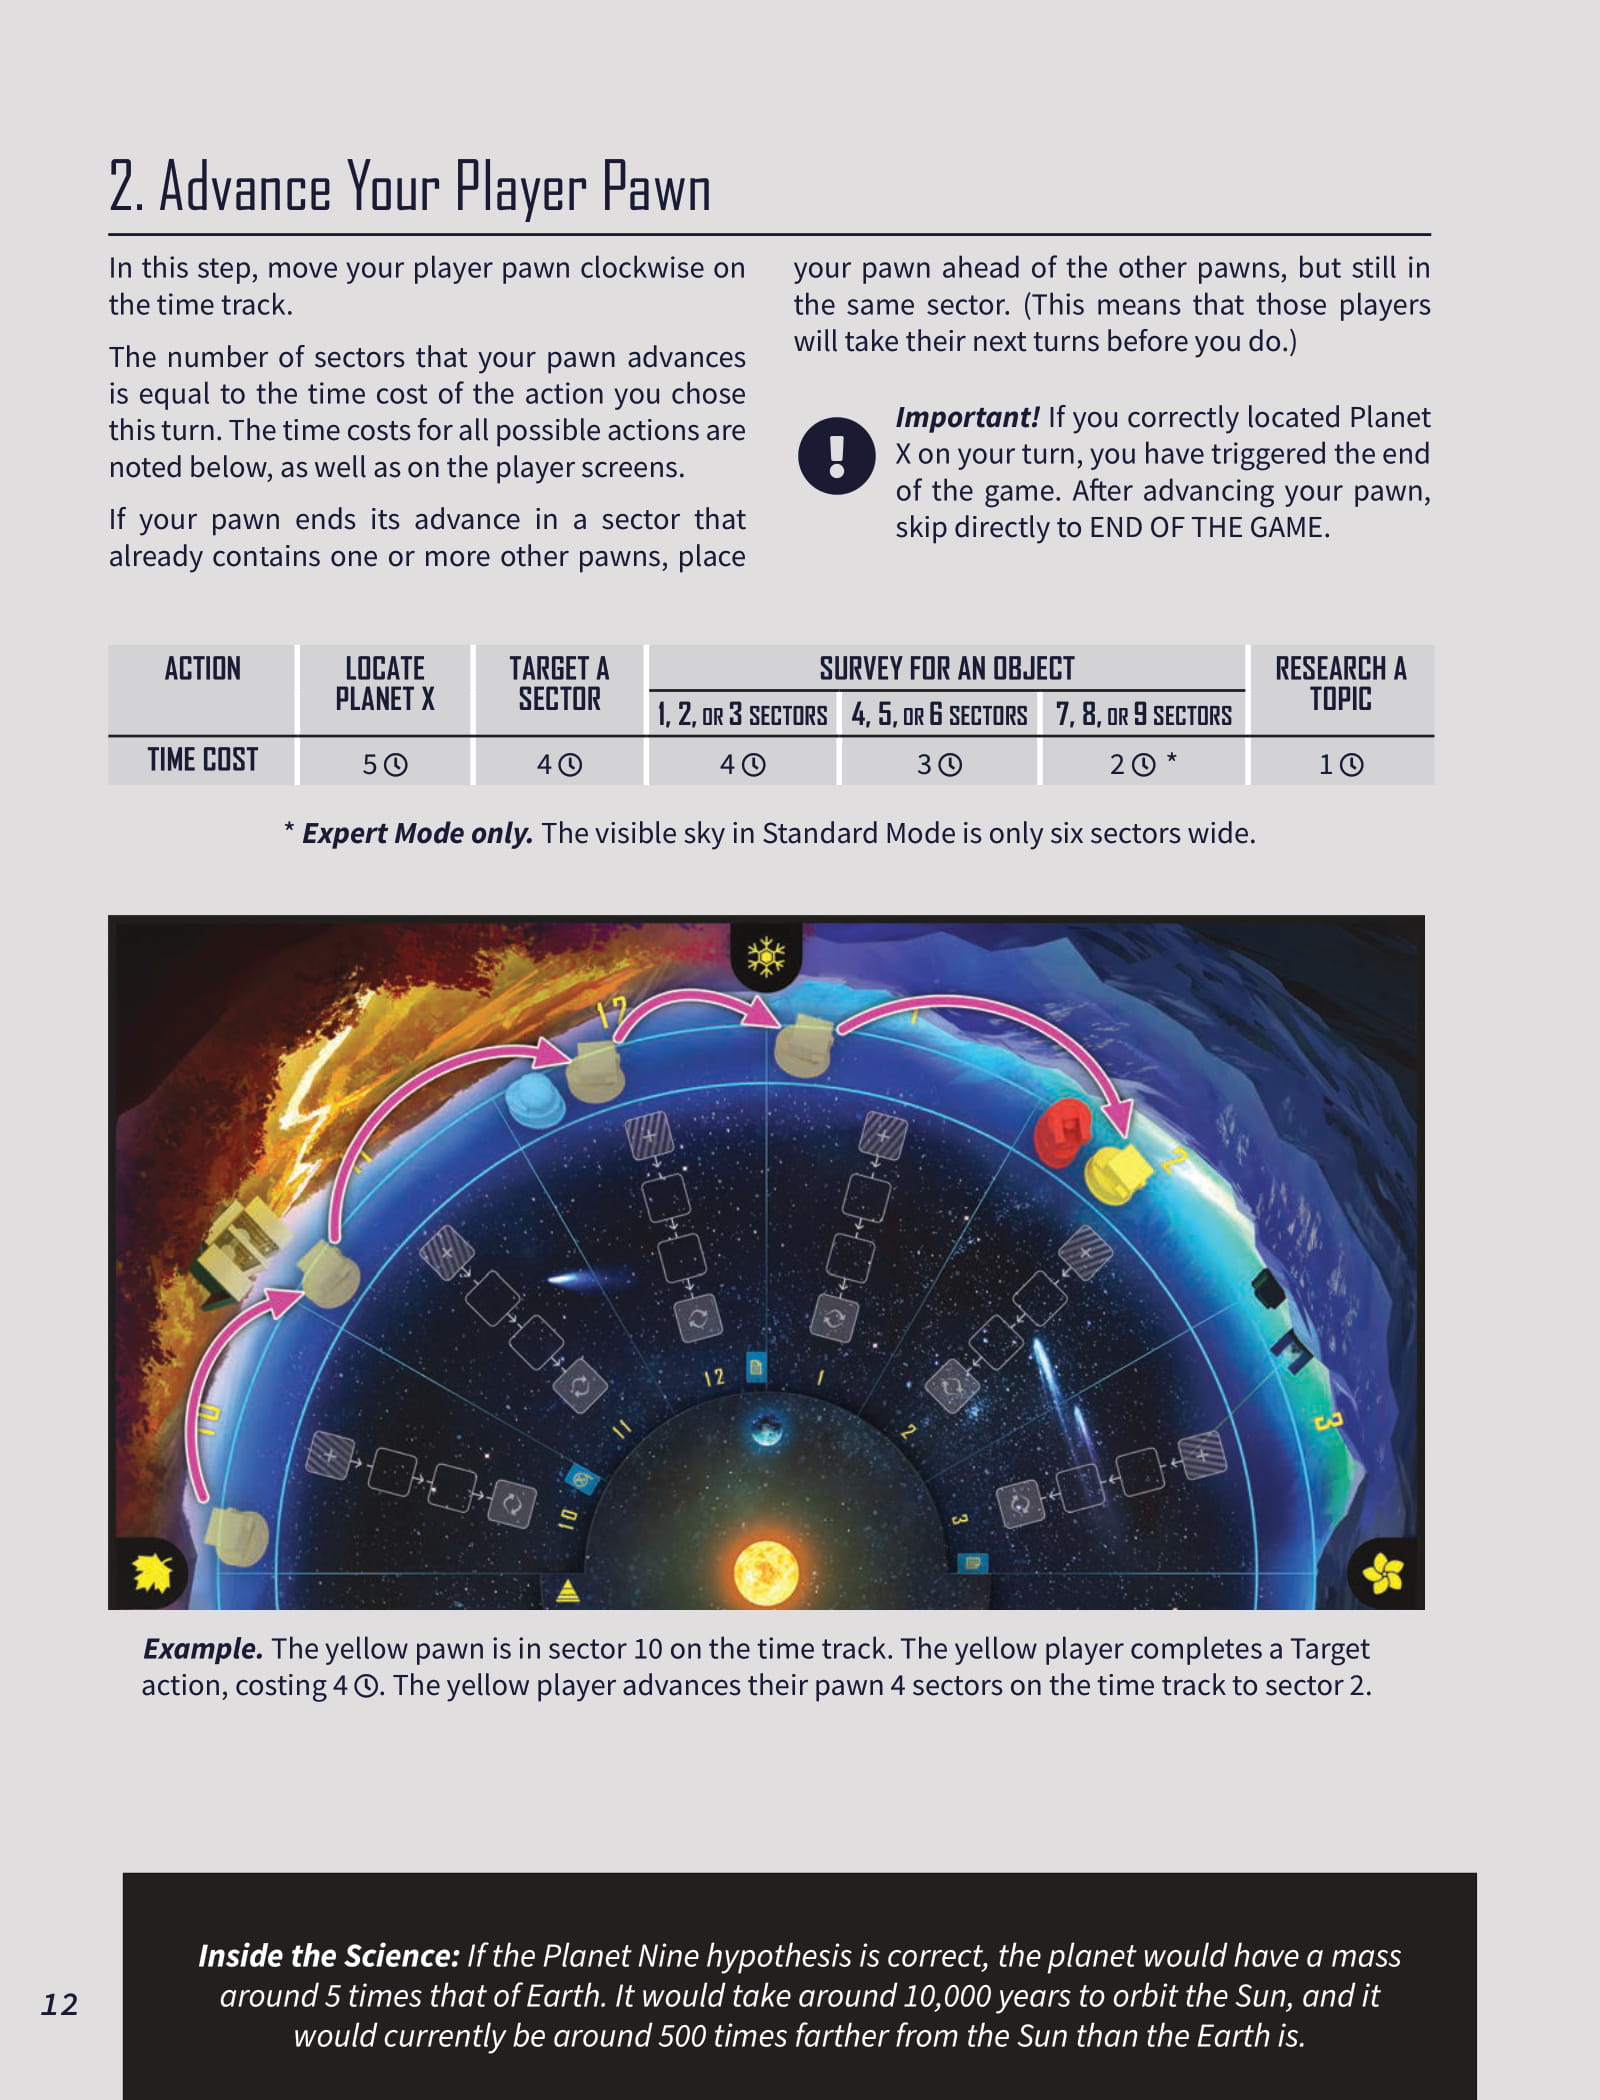 2. Advance Your Player Pawn
In this step, move your player pawn clockwise on
the time track.
The number of sectors that your pawn advances
is equal to the time cost of the action you chose
this turn. The time costs for all possible actions are
noted below, as well as on the player screens.
If your pawn ends its advance in a sector that
already contains one or more other pawns, place
your pawn ahead of the other pawns, but still in
the same sector. (This means that those players
will take their next turns before you do.)
Important! If you correctly located Planet
X on your turn, you have triggered the end
of the game. After advancing your pawn,
skip directly to END OF THE GAME.
ACTION
LOCATE
PLANET X
TARGET A
SECTOR
SURVEY FOR AN OBJECT
1, 2, OR 3 SECTORS
4, 5, OR 6 SECTORS
7, 8, OR 9 SECTORS
RESEARCH A
TOPIC
TIME COST
5
4
4
3
2 *
1
* Expert Mode only. The visible sky in Standard Mode is only six sectors wide.
10
11
12
1
2
3
10
11
12
1
2
3
Example. The yellow pawn is in sector 10 on the time track. The yellow player completes a Target
action, costing 4 . The yellow player advances their pawn 4 sectors on the time track to sector 2.
Inside the Science: If the Planet Nine hypothesis is correct, the planet would have a mass
around 5 times that of Earth. It would take around 10,000 years to orbit the Sun, and it
would currently be around 500 times farther from the Sun than the Earth is.
12